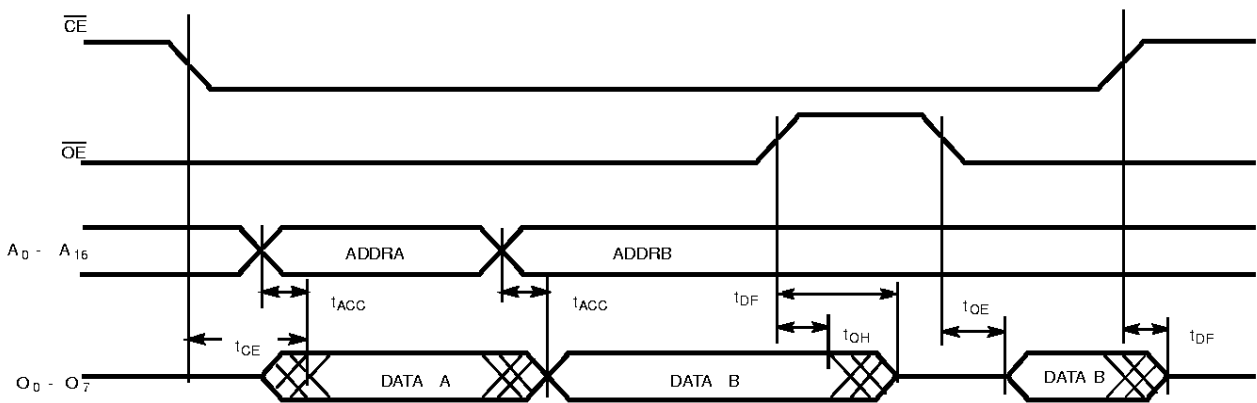 CE
OE
A0 - A16 ADDRA ADDRB
tACC tACC tDF tOE
tCE tOH tDF
O0 - O7 DATA A DATA B DATA B